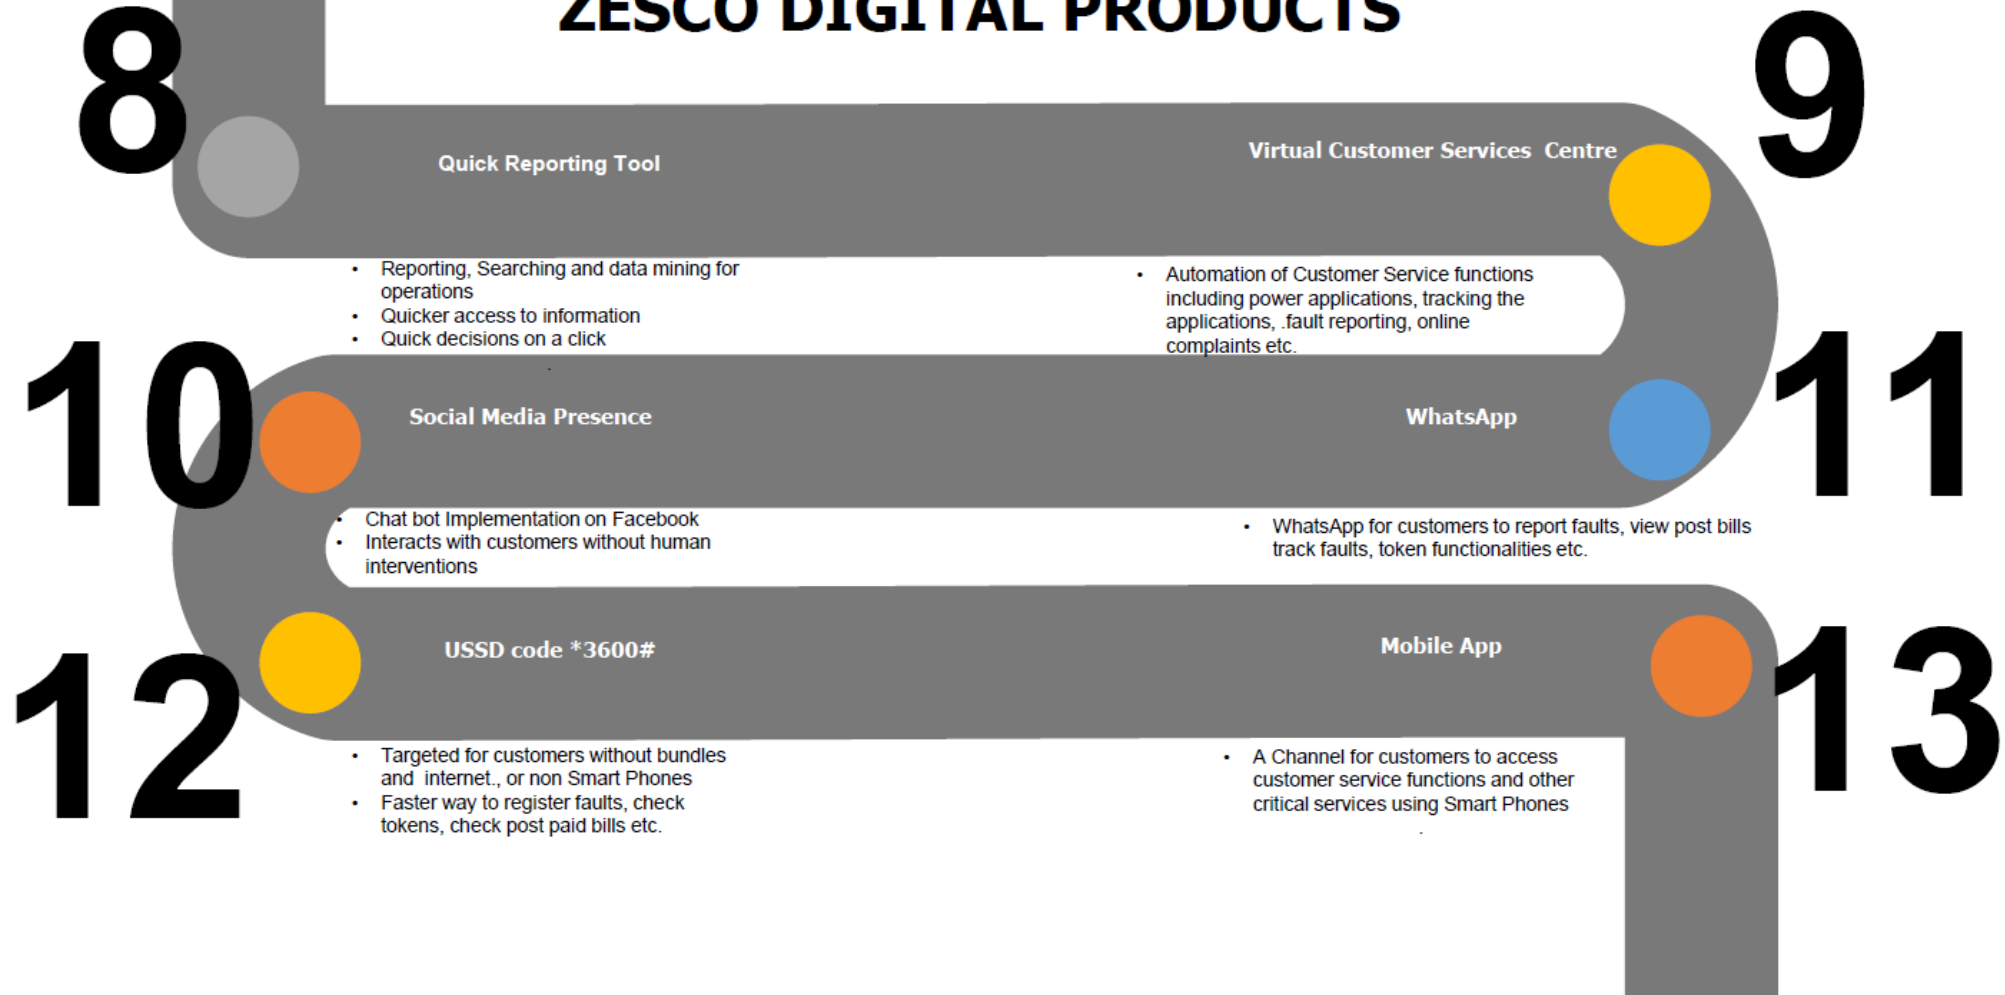 ZESCO DIGITAL PRODUCTS
8
9
Quick Reporting Tool
Virtual Customer Services Centre
• Reporting, Searching and data mining for
operations
• Quicker access to information
• Quick decisions on a click
.
• Automation of Customer Service functions
including power applications, tracking the
applications, .fault reporting, online
complaints etc.
10
11
Social Media Presence
WhatsApp
• Chat bot Implementation on Facebook
• Interacts with customers without human
interventions
• WhatsApp for customers to report faults, view post bills
track faults, token functionalities etc.
12
13
USSD code *3600#
Mobile App
• Targeted for customers without bundles
and internet., or non Smart Phones
• Faster way to register faults, check
tokens, check post paid bills etc.
• A Channel for customers to access
customer service functions and other
critical services using Smart Phones
.